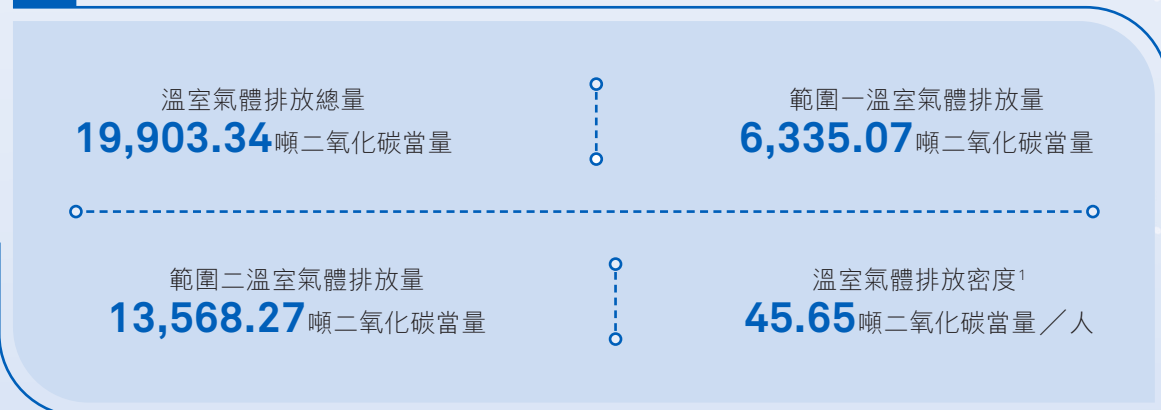 溫室氣體排放總量
19,903.34噸二氧化碳當量
範圍一溫室氣體排放量
6,335.07噸二氧化碳當量
範圍二溫室氣體排放量
13,568.27噸二氧化碳當量
溫室氣體排放密度1
45.65噸二氧化碳當量／人